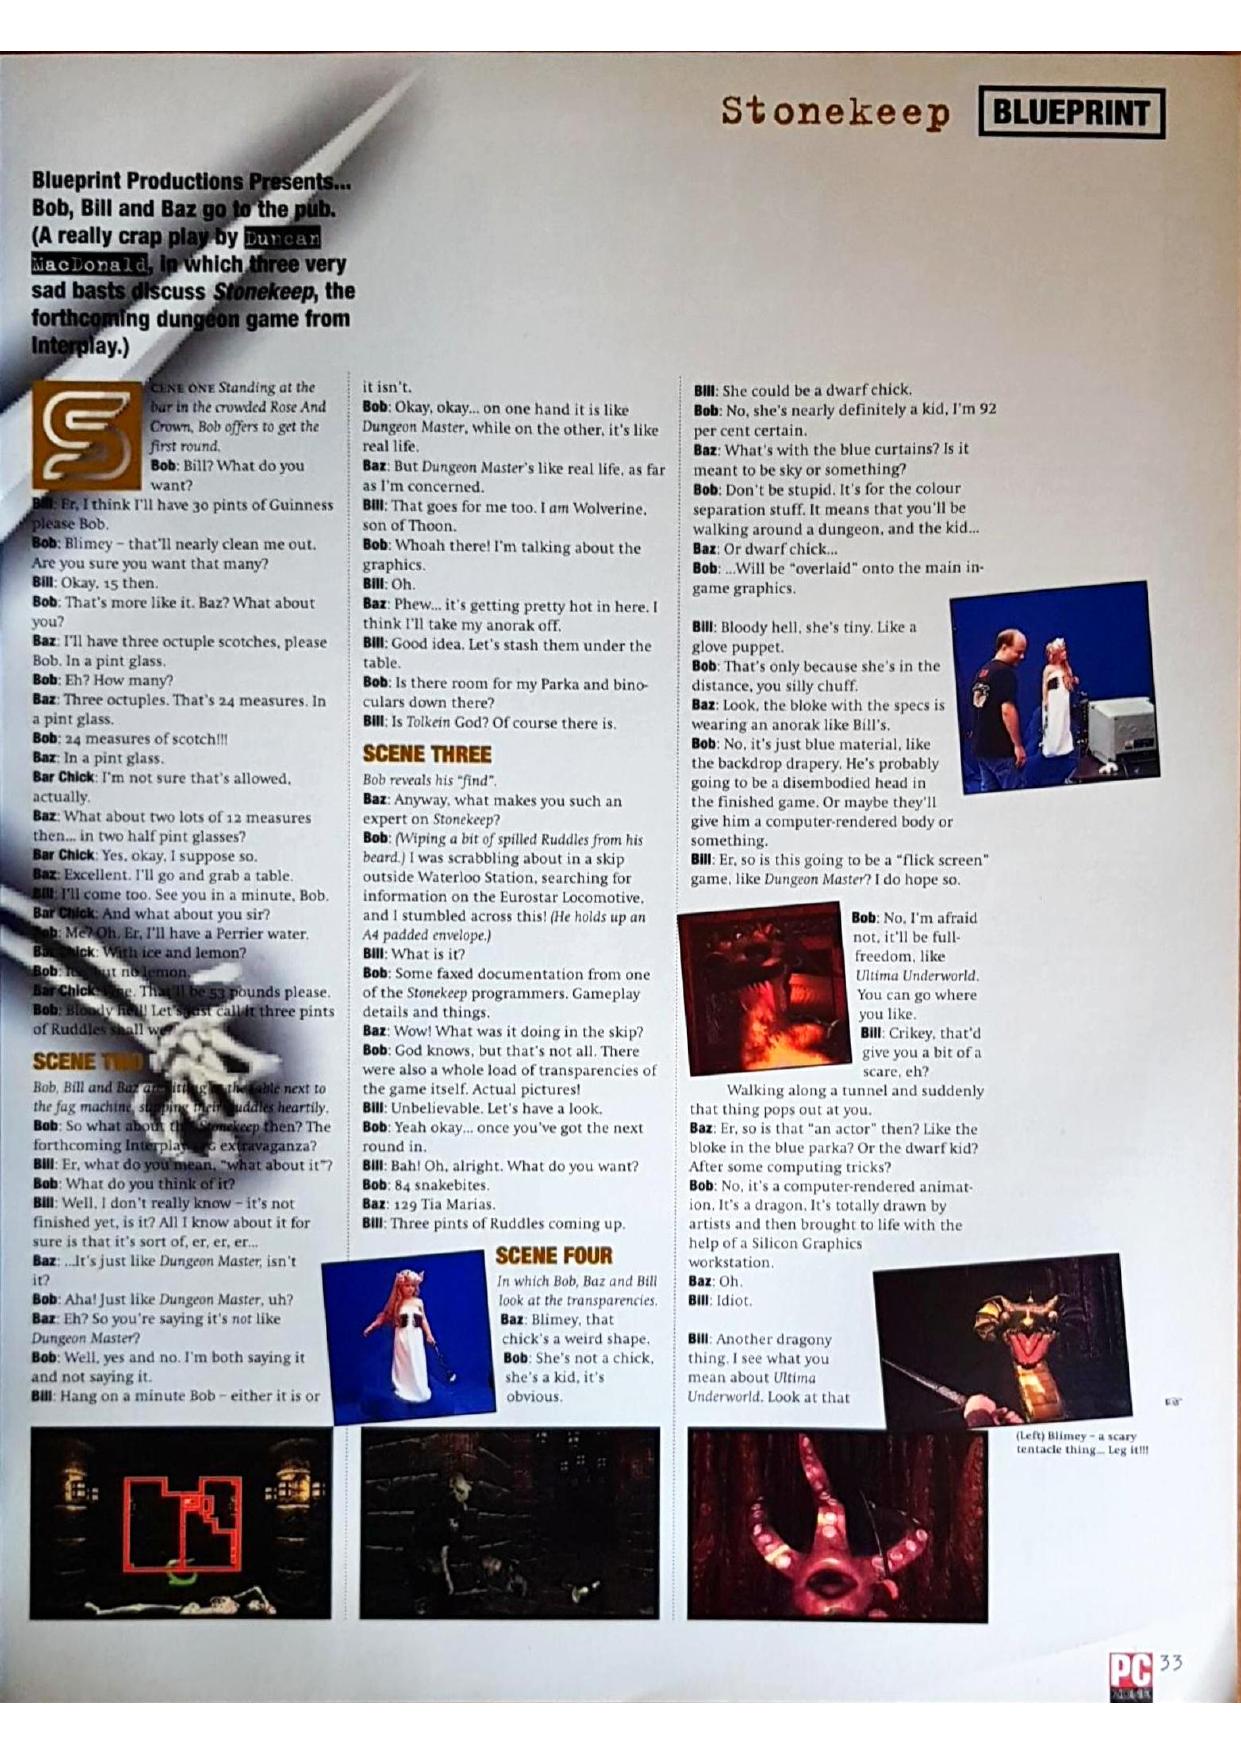 Stonekeep BLUEPRINT
Blueprint Productions Presents...
Bob, Bill and Baz go to the pub.
(A really crap play by Duncan
MacDonald, in which three very
sad basts discuss Stonekeep, the
forthcoming dungeon game from
Interplay.)
SCENE ONE Standing at the
bar in the crowded Rose And
Crown, Bob offers to get the
first round.
Bob: Bill? What do you
want?
Bill: Er, I think I'll have 30 pints of Guinness
please Bob.
Bob: Blimey – that'll nearly clean me out.
Are you sure you want that many?
Bill: Okay, 15 then.
Bob: That's more like it. Baz? What about
you?
Baz: I'll have three octuple scotches, please
Bob. In a pint glass.
Bob: Eh? How many?
Baz: Three octuples. That's 24 measures. In
a pint glass.
Bob: 24 measures of scotch!!!
Baz: In a pint glass.
Bar Chick: I'm not sure that's allowed,
actually.
Baz: What about two lots of 12 measures
then... in two half pint glasses?
Bar Chick: Yes, okay, I suppose so.
Baz: Excellent. I'll go and grab a table.
Bill: I'll come too. See you in a minute, Bob.
Bar Chick: And what about you sir?
Bob: Me? Oh. Er, I'll have a Perrier water.
Bar Chick: With ice and lemon?
Bob: Ice, but no lemon.
Bar Chick: Fine. That'll be 53 pounds please.
Bob: Bloody hell! Let's just call it three pints
of Ruddles shall we?
SCENE TWO
Bob, Bill and Baz are sitting at the table next to
the fag machine, supping their Ruddles heartily.
Bob: So what about this Stonekeep then? The
forthcoming Interplay extravaganza?
Bill: Er, what do you mean, "what about it"?
Bob: What do you think of it?
Bill: Well, I don't really know – it's not
finished yet, is it? All I know about it for
sure is that it's sort of, er, er, er...
Baz: ...It's just like Dungeon Master, isn't
it?
Bob: Aha! Just like Dungeon Master, uh?
Baz: Eh? So you're saying it's not like
Dungeon Master?
Bob: Well, yes and no. I'm both saying it
and not saying it.
Bill: Hang on a minute Bob – either it is or
it isn't.
Bob: Okay, okay... on one hand it is like
Dungeon Master, while on the other, it's like
real life.
Baz: But Dungeon Master's like real life, as far
as I'm concerned.
Bill: That goes for me too. I am Wolverine,
son of Thoon.
Bob: Whoah there! I'm talking about the
graphics.
Bill: Oh.
Baz: Phew... it's getting pretty hot in here. I
think I'll take my anorak off.
Bill: Good idea. Let's stash them under the
table.
Bob: Is there room for my Parka and bino-
culars down there?
Bill: Is Tolkein God? Of course there is.
SCENE THREE
Bob reveals his "find".
Baz: Anyway, what makes you such an
expert on Stonekeep?
Bob: (Wiping a bit of spilled Ruddles from his
beard.) I was scrabbling about in a skip
outside Waterloo Station, searching for
information on the Eurostar Locomotive,
and I stumbled across this! (He holds up an
A4 padded envelope.)
Bill: What is it?
Bob: Some faxed documentation from one
of the Stonekeep programmers. Gameplay
details and things.
Baz: Wow! What was it doing in the skip?
Bob: God knows, but that's not all. There
were also a whole load of transparencies of
the game itself. Actual pictures!
Bill: Unbelievable. Let's have a look.
Bob: Yeah okay... once you've got the next
round in.
Bill: Bah! Oh, alright. What do you want?
Bob: 84 snakebites.
Baz: 129 Tia Marias.
Bill: Three pints of Ruddles coming up.
SCENE FOUR
In which Bob, Baz and Bill
look at the transparencies.
Baz: Blimey, that
chick's a weird shape.
Bob: She's not a chick,
she's a kid, it's
obvious.
Bill: She could be a dwarf chick.
Bob: No, she's nearly definitely a kid, I'm 92
per cent certain.
Baz: What's with the blue curtains? Is it
meant to be sky or something?
Bob: Don't be stupid. It's for the colour
separation stuff. It means that you'll be
walking around a dungeon, and the kid...
Baz: Or dwarf chick...
Bob: ...Will be "overlaid" onto the main in-
game graphics.
Bill: Bloody hell, she's tiny. Like a
glove puppet.
Bob: That's only because she's in the
distance, you silly chuff.
Baz: Look, the bloke with the specs is
wearing an anorak like Bill's.
Bob: No, it's just blue material, like
the backdrop drapery. He's probably
going to be a disembodied head in
the finished game. Or maybe they'll
give him a computer-rendered body or
something.
Bill: Er, so is this going to be a "flick screen"
game, like Dungeon Master? I do hope so.
Bob: No, I'm afraid
not, it'll be full-
freedom, like
Ultima Underworld.
You can go where
you like.
Bill: Crikey, that'd
give you a bit of a
scare, eh?
Walking along a tunnel and suddenly
that thing pops out at you.
Baz: Er, so is that "an actor" then? Like the
bloke in the blue parka? Or the dwarf kid?
After some computing tricks?
Bob: No, it's a computer-rendered animat-
ion. It's a dragon. It's totally drawn by
artists and then brought to life with the
help of a Silicon Graphics
workstation.
Baz: Oh.
Bill: Idiot.
Bill: Another dragony
thing. I see what you
mean about Ultima
Underworld. Look at that
(Left) Blimey – a scary
tentacle thing... Leg it!!!
PC 33